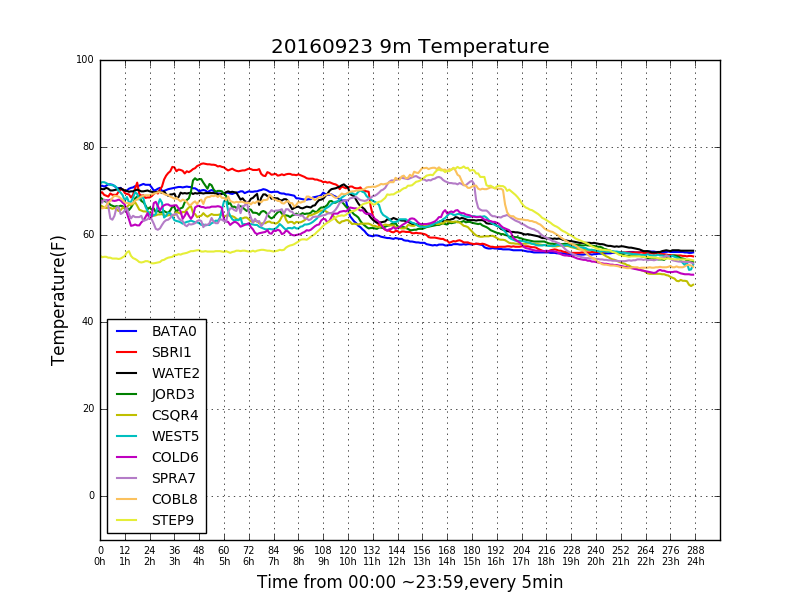 20160923 9m Temperature
100
80
60
40
20
0
Temperature(F)
BATA0
SBRI1
WATE2
JORD3
CSQR4
WEST5
COLD6
SPRA7
COBL8
STEP9
0 12 24 36 48 60 72 84 96 108 120 132 144 156 168 180 192 204 216 228 240 252 264 276 288
0h 1h 2h 3h 4h 5h 6h 7h 8h 9h 10h 11h 12h 13h 14h 15h 16h 17h 18h 19h 20h 21h 22h 23h 24h
Time from 00:00 ~23:59,every 5min